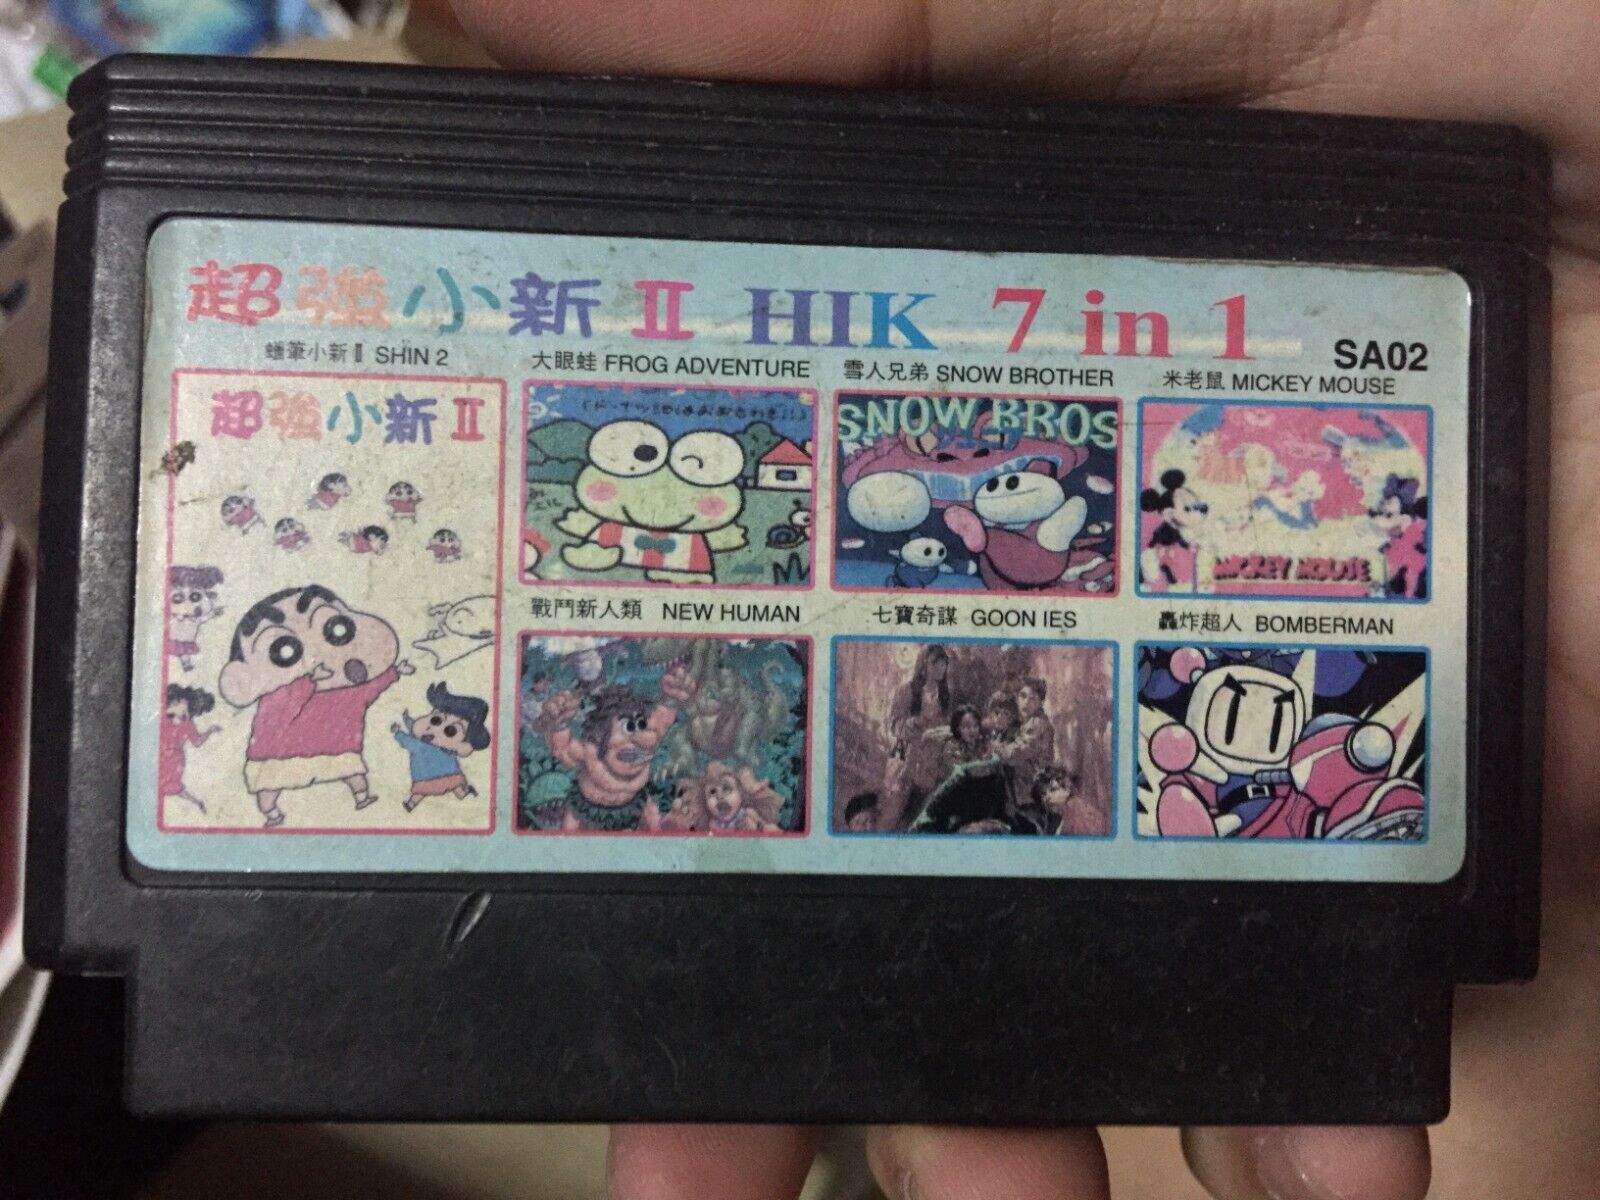 超強小新 II HIK 7 in 1
SA02
蠟筆小新 II SHIN 2
大眼蛙 FROG ADVENTURE
雪人兄弟 SNOW BROTHER
米老鼠 MICKEY MOUSE
超強小新 II
SNOW BROS
MICKEY MOUSE
戰鬥新人類 NEW HUMAN
七寶奇謀 GOON IES
轟炸超人 BOMBERMAN